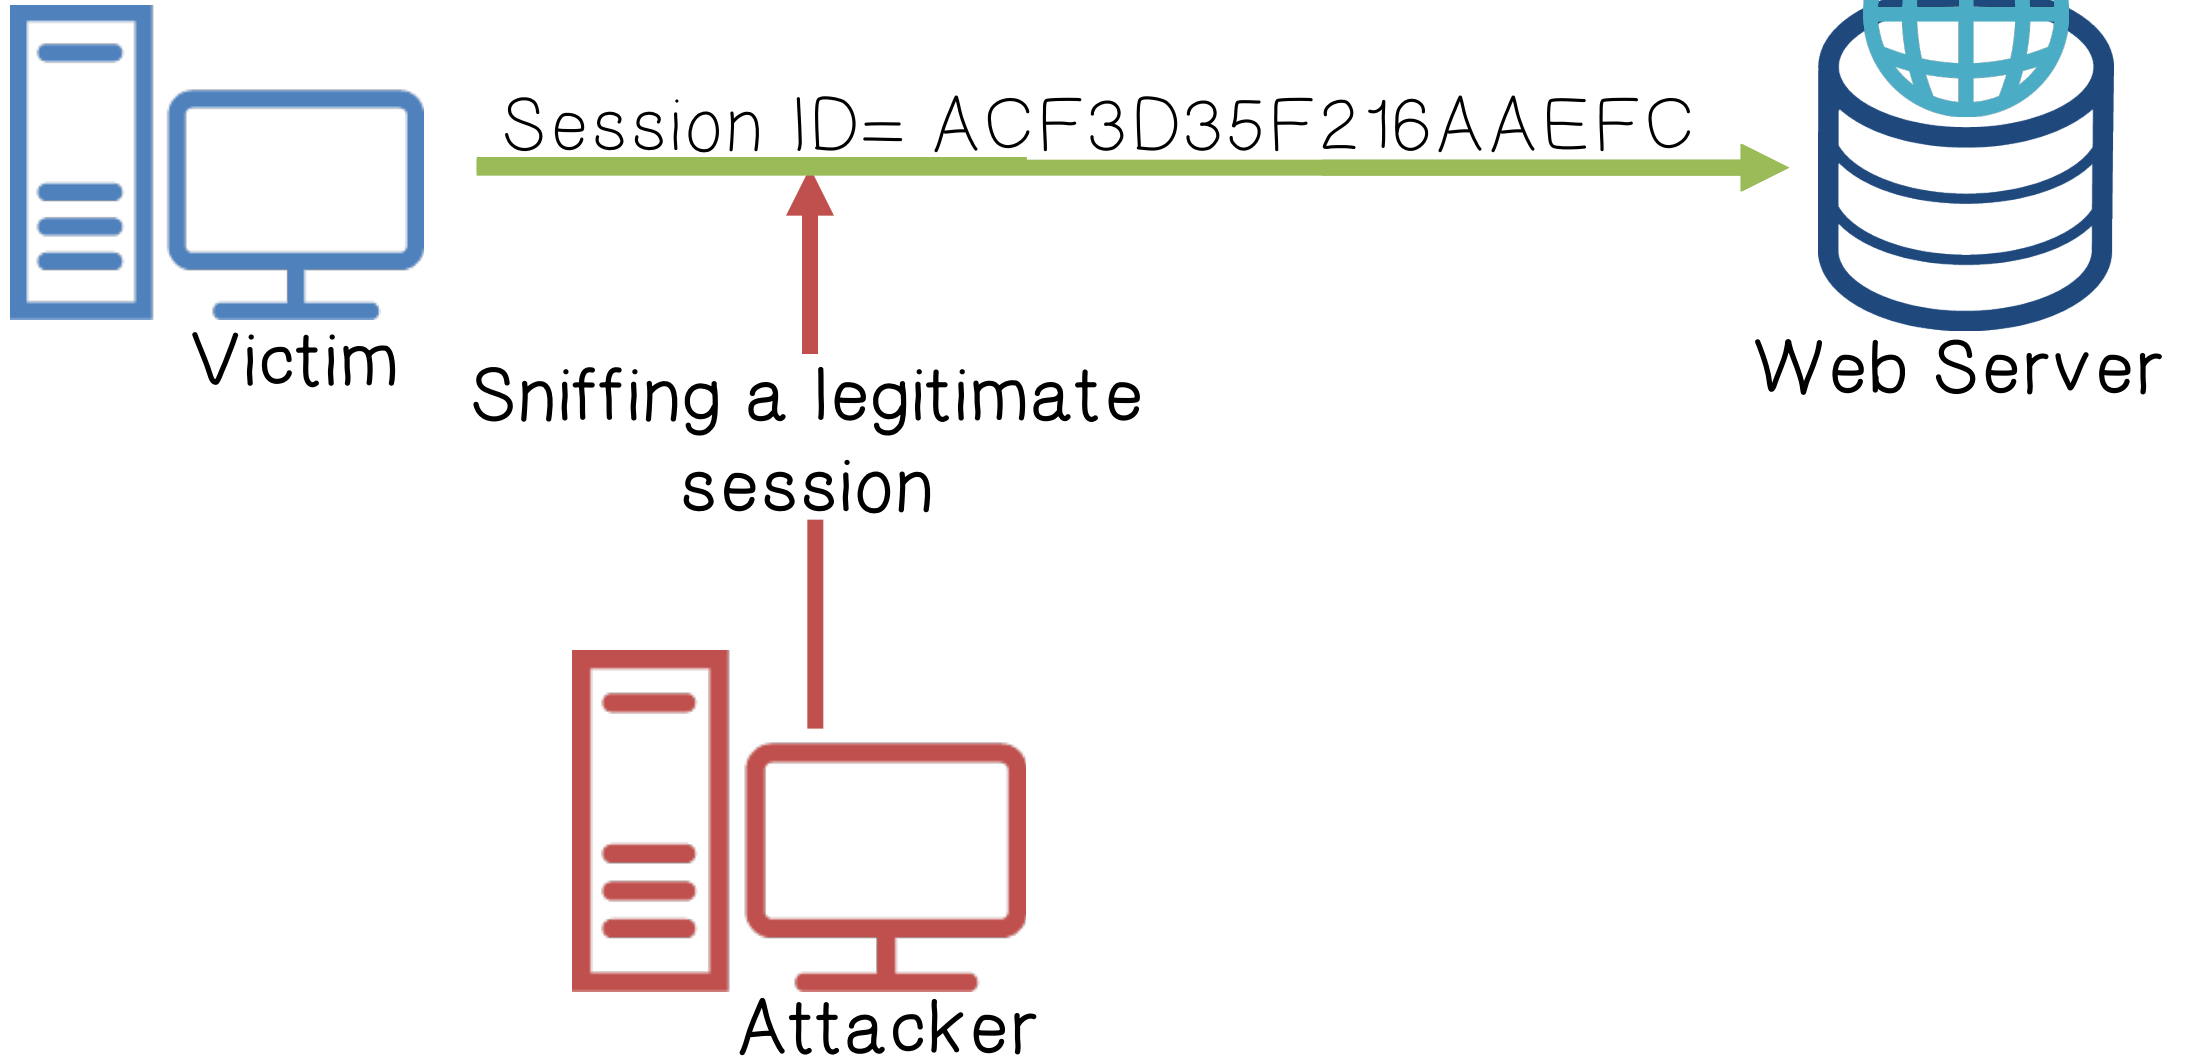 Session ID= ACF3D35F216AAEFC
Victim
Web Server
Sniffing a legitimate
session
Attacker